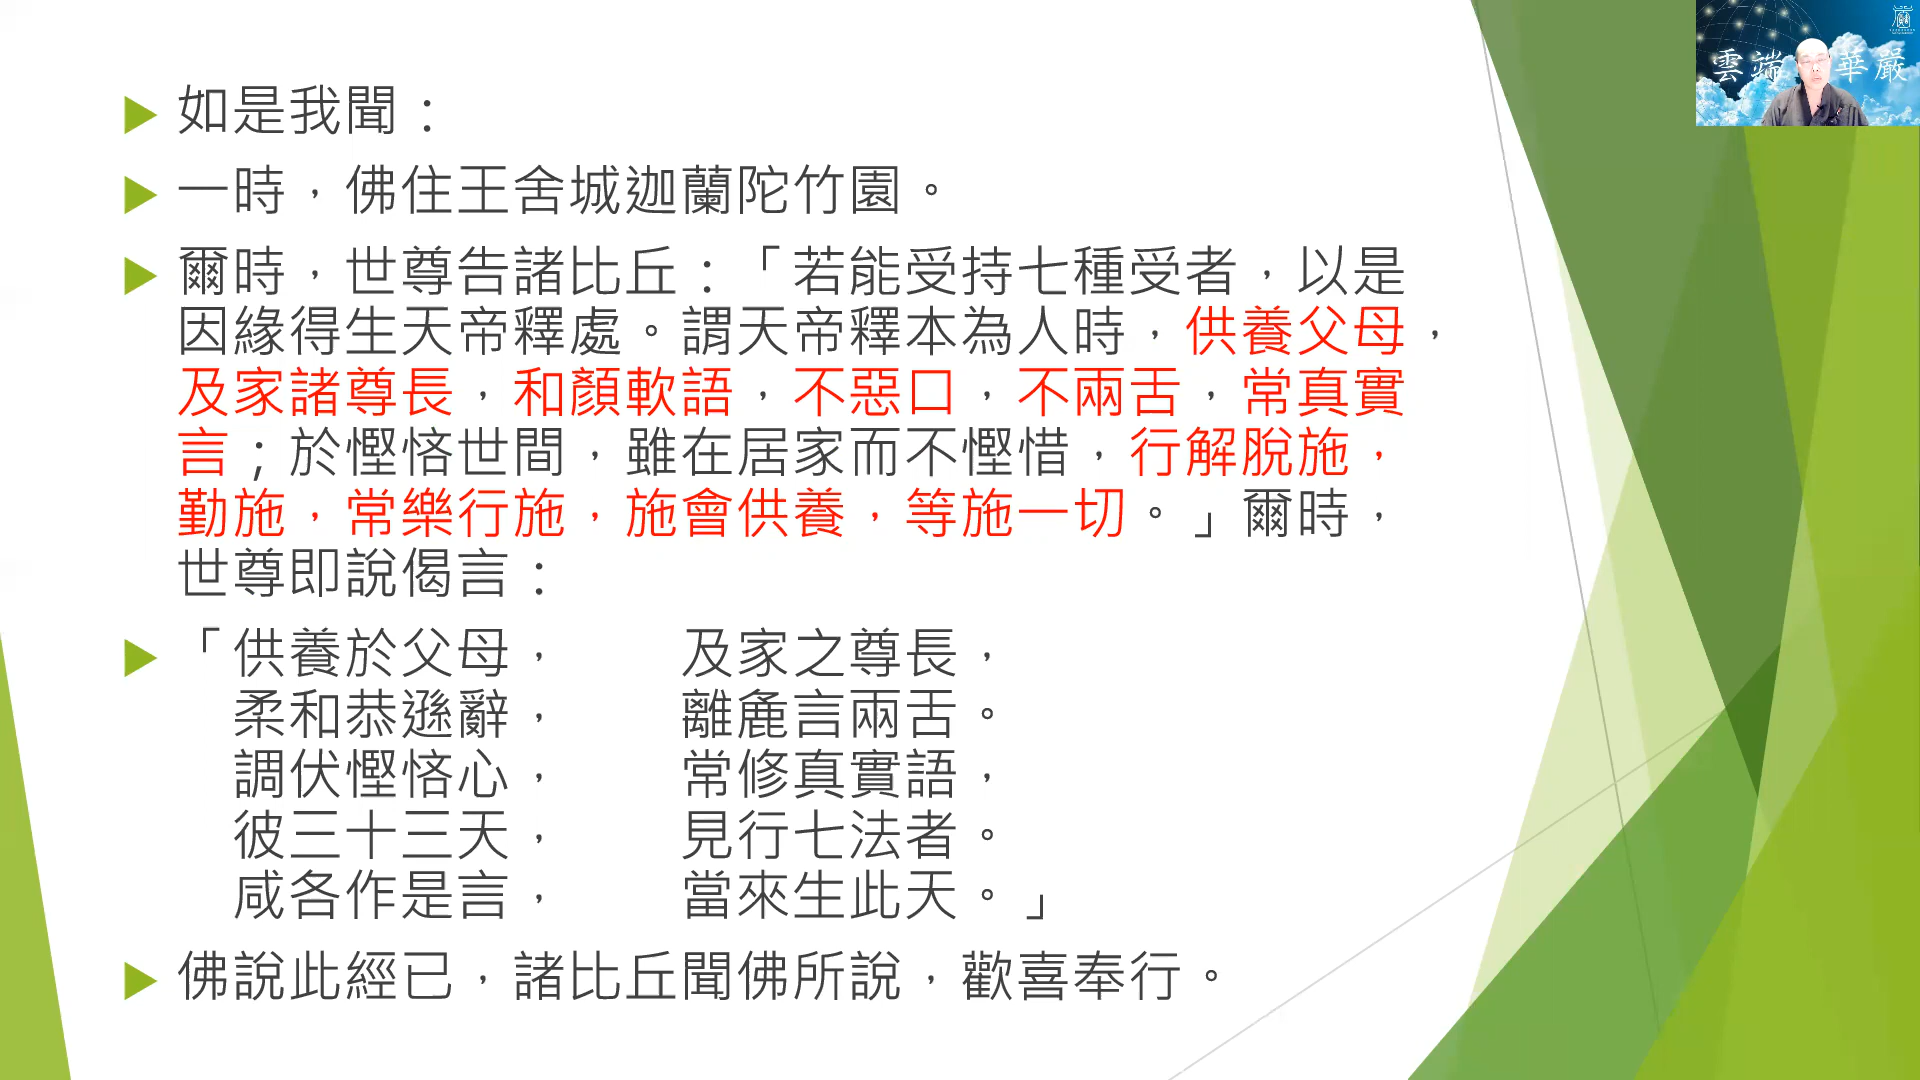 如是我聞：
一時，佛住王舍城迦蘭陀竹園。
爾時，世尊告諸比丘：「若能受持七種受者，以是
因緣得生天帝釋處。謂天帝釋本為人時，供養父母，
及家諸尊長，和顏軟語，不惡口，不兩舌，常真實
言；於慳悋世間，雖在居家而不慳惜，行解脫施，
勤施，常樂行施，施會供養，等施一切。」爾時，
世尊即說偈言：
「供養於父母，　　及家之尊長，
柔和恭遜辭，　　離麁言兩舌。
調伏慳悋心，　　常修真實語，
彼三十三天，　　見行七法者。
咸各作是言，　　當來生此天。」
佛說此經已，諸比丘聞佛所說，歡喜奉行。
雲端華嚴